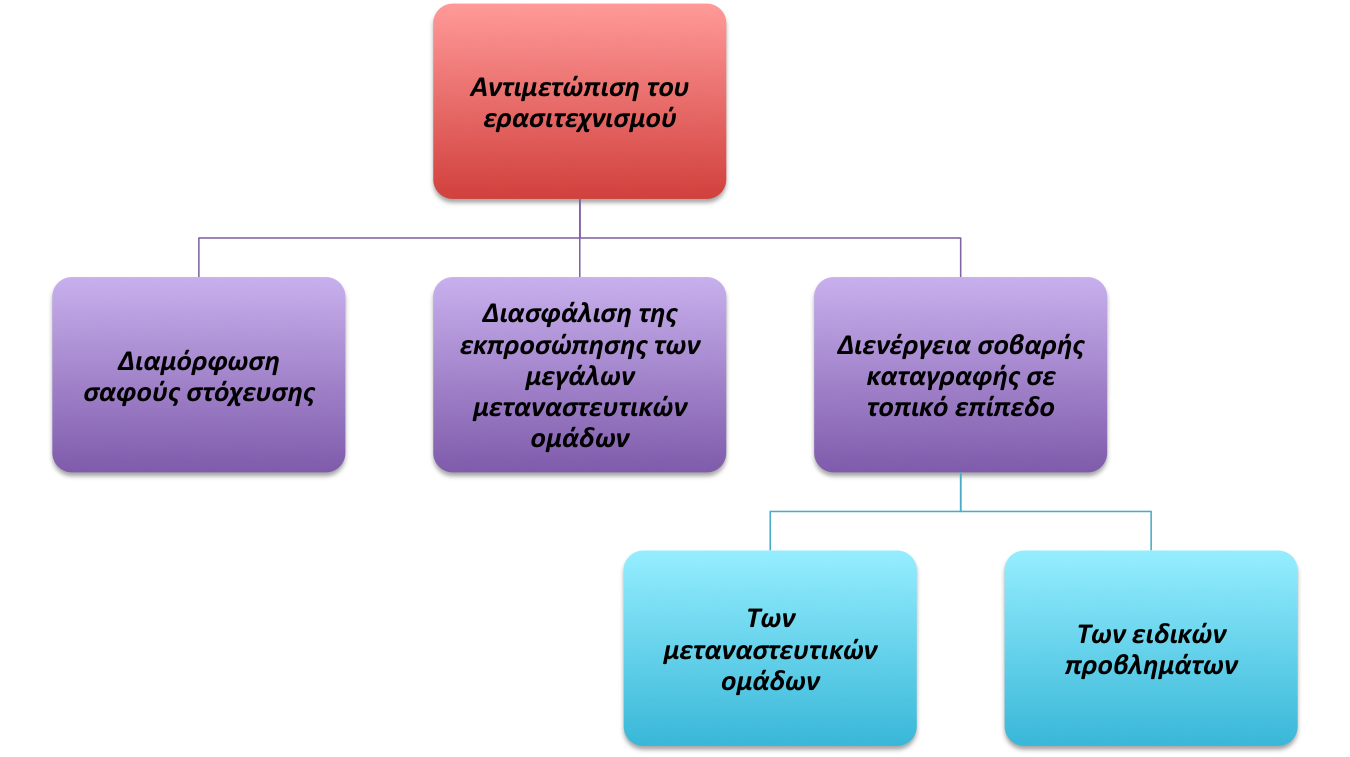 Αντιμετώπιση του
ερασιτεχνισμού
Διαμόρφωση
σαφούς στόχευσης
Διασφάλιση της
εκπροσώπησης των
μεγάλων
μεταναστευτικών
ομάδων
Διενέργεια σοβαρής
καταγραφής σε
τοπικό επίπεδο
Των
μεταναστευτικών
ομάδων
Των ειδικών
προβλημάτων